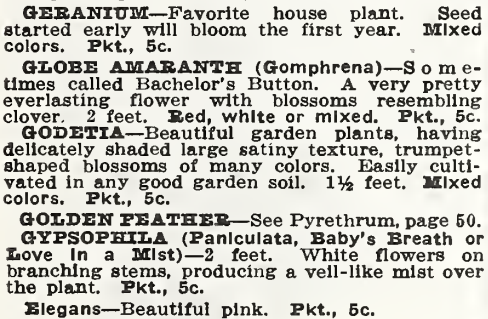 GERANIUM—Favorite house plant. Seed
started early will bloom the first year. Mixed
colors. Pkt., 5c.
GLOBE AMARANTH (Gomphrena)—Some-
times called Bachelor's Button. A very pretty
everlasting flower with blossoms resembling
clover. 2 feet. Red, white or mixed. Pkt., 5c.
GODETIA—Beautiful garden plants, having
delicately shaded large satiny texture, trumpet-
shaped blossoms of many colors. Easily culti-
vated in any good garden soil. 1½ feet. Mixed
colors. Pkt., 5c.
GOLDEN FEATHER—See Pyrethrum, page 50.
GYPSOPHILA (Paniculata, Baby's Breath or
Love in a Mist)—2 feet. White flowers on
branching stems, producing a veil-like mist over
the plant. Pkt., 5c.
Elegans—Beautiful pink. Pkt., 5c.